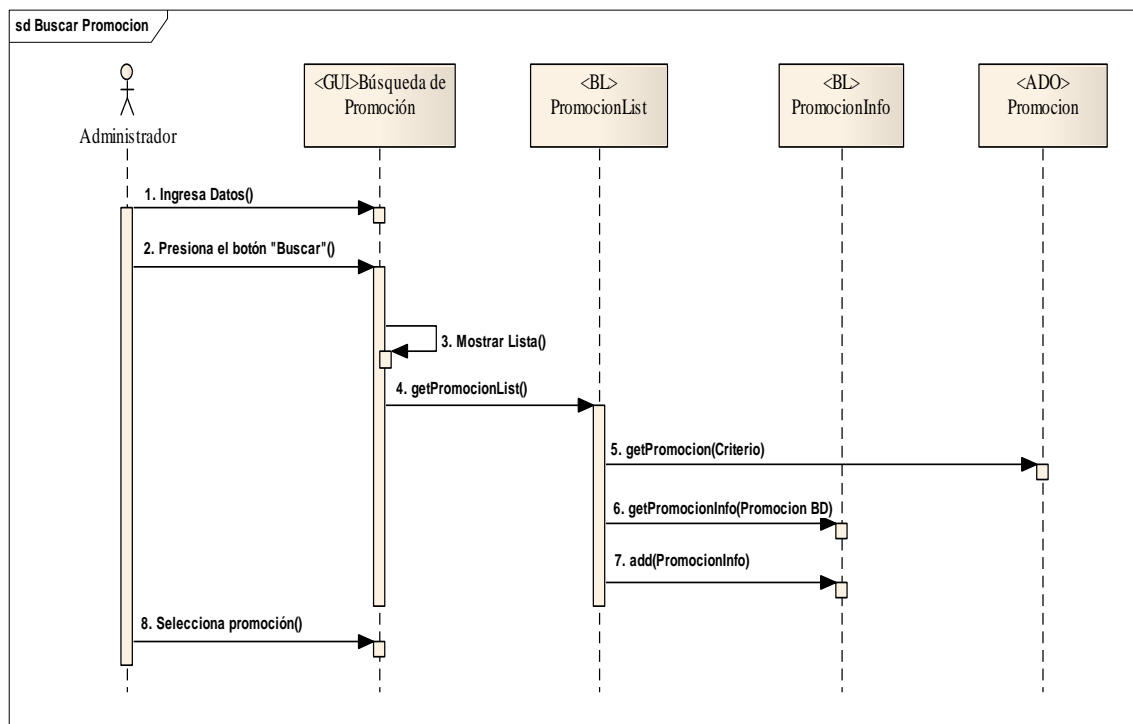 sd Buscar Promocion
Administrador
<GUI>Búsqueda de
Promoción
<BL>
PromocionList
<BL>
PromocionInfo
<ADO>
Promocion
1. Ingresa Datos()
2. Presiona el botón "Buscar"()
3. Mostrar Lista()
4. getPromocionList()
5. getPromocion(Criterio)
6. getPromocionInfo(Promocion BD)
7. add(PromocionInfo)
8. Selecciona promoción()